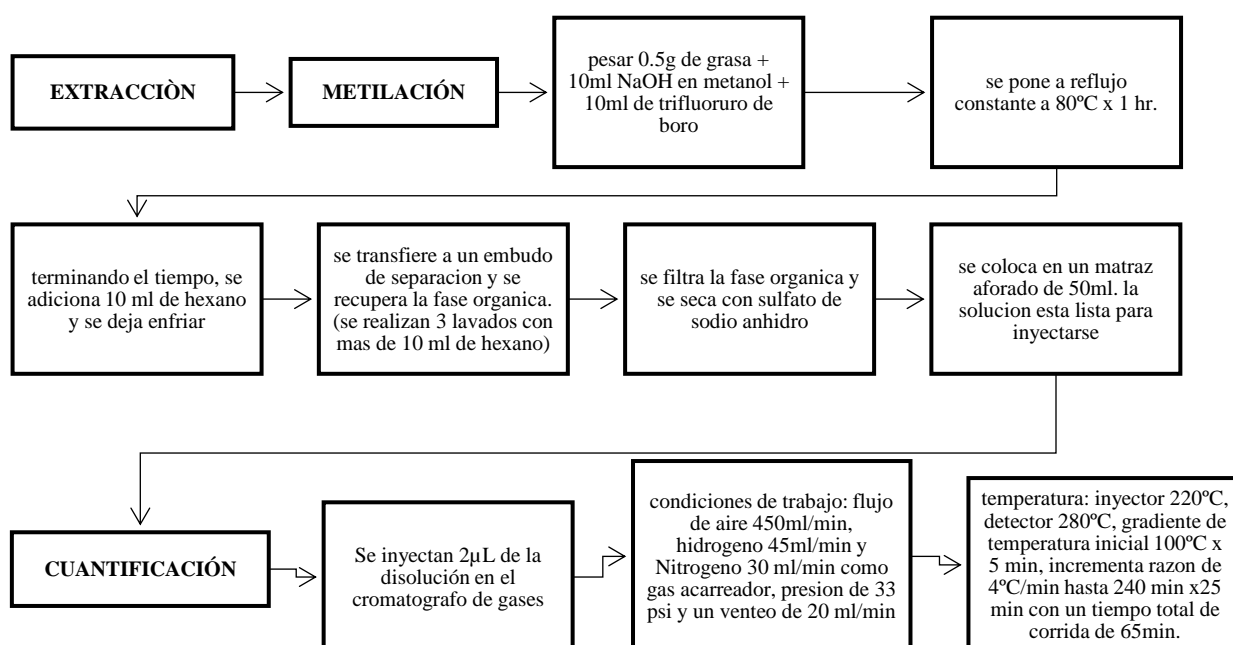 EXTRACCIÒN
METILACIÓN
pesar 0.5g de grasa +
10ml NaOH en metanol +
10ml de trifluoruro de
boro
se pone a reflujo
constante a 80ºC x 1 hr.
terminando el tiempo, se
adiciona 10 ml de hexano
y se deja enfriar
se transfiere a un embudo
de separacion y se
recupera la fase organica.
(se realizan 3 lavados con
mas de 10 ml de hexano)
se filtra la fase organica y
se seca con sulfato de
sodio anhidro
se coloca en un matraz
aforado de 50ml. la
solucion esta lista para
inyectarse
CUANTIFICACIÓN
Se inyectan 2µL de la
disolución en el
cromatografo de gases
condiciones de trabajo: flujo
de aire 450ml/min,
hidrogeno 45ml/min y
Nitrogeno 30 ml/min como
gas acarreador, presion de 33
psi y un venteo de 20 ml/min
temperatura: inyector 220ºC,
detector 280ºC, gradiente de
temperatura inicial 100ºC x
5 min, incrementa razon de
4ºC/min hasta 240 min x25
min con un tiempo total de
corrida de 65min.